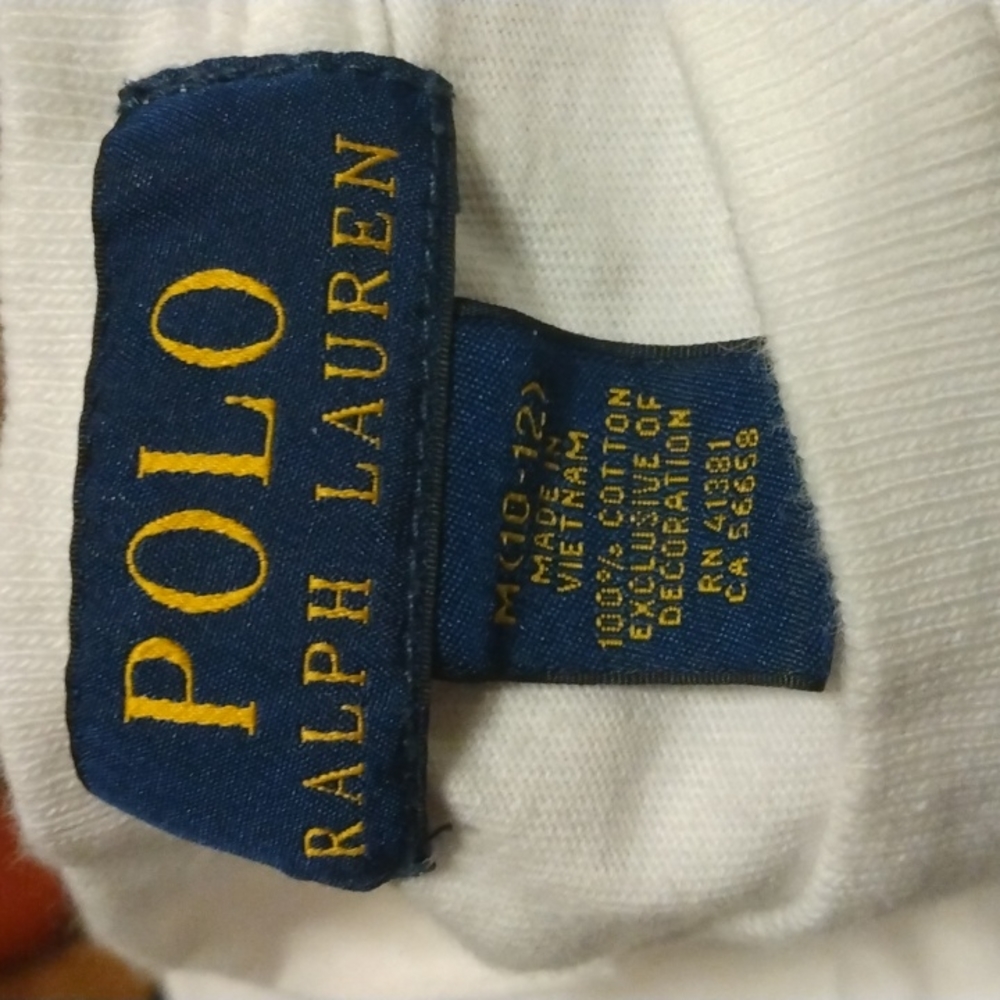 POLO
RALPH LAUREN
M(10-12)
MADE IN
VIETNAM
100% COTTON
EXCLUSIVE OF
DECORATION
RN 41381
CA 56658